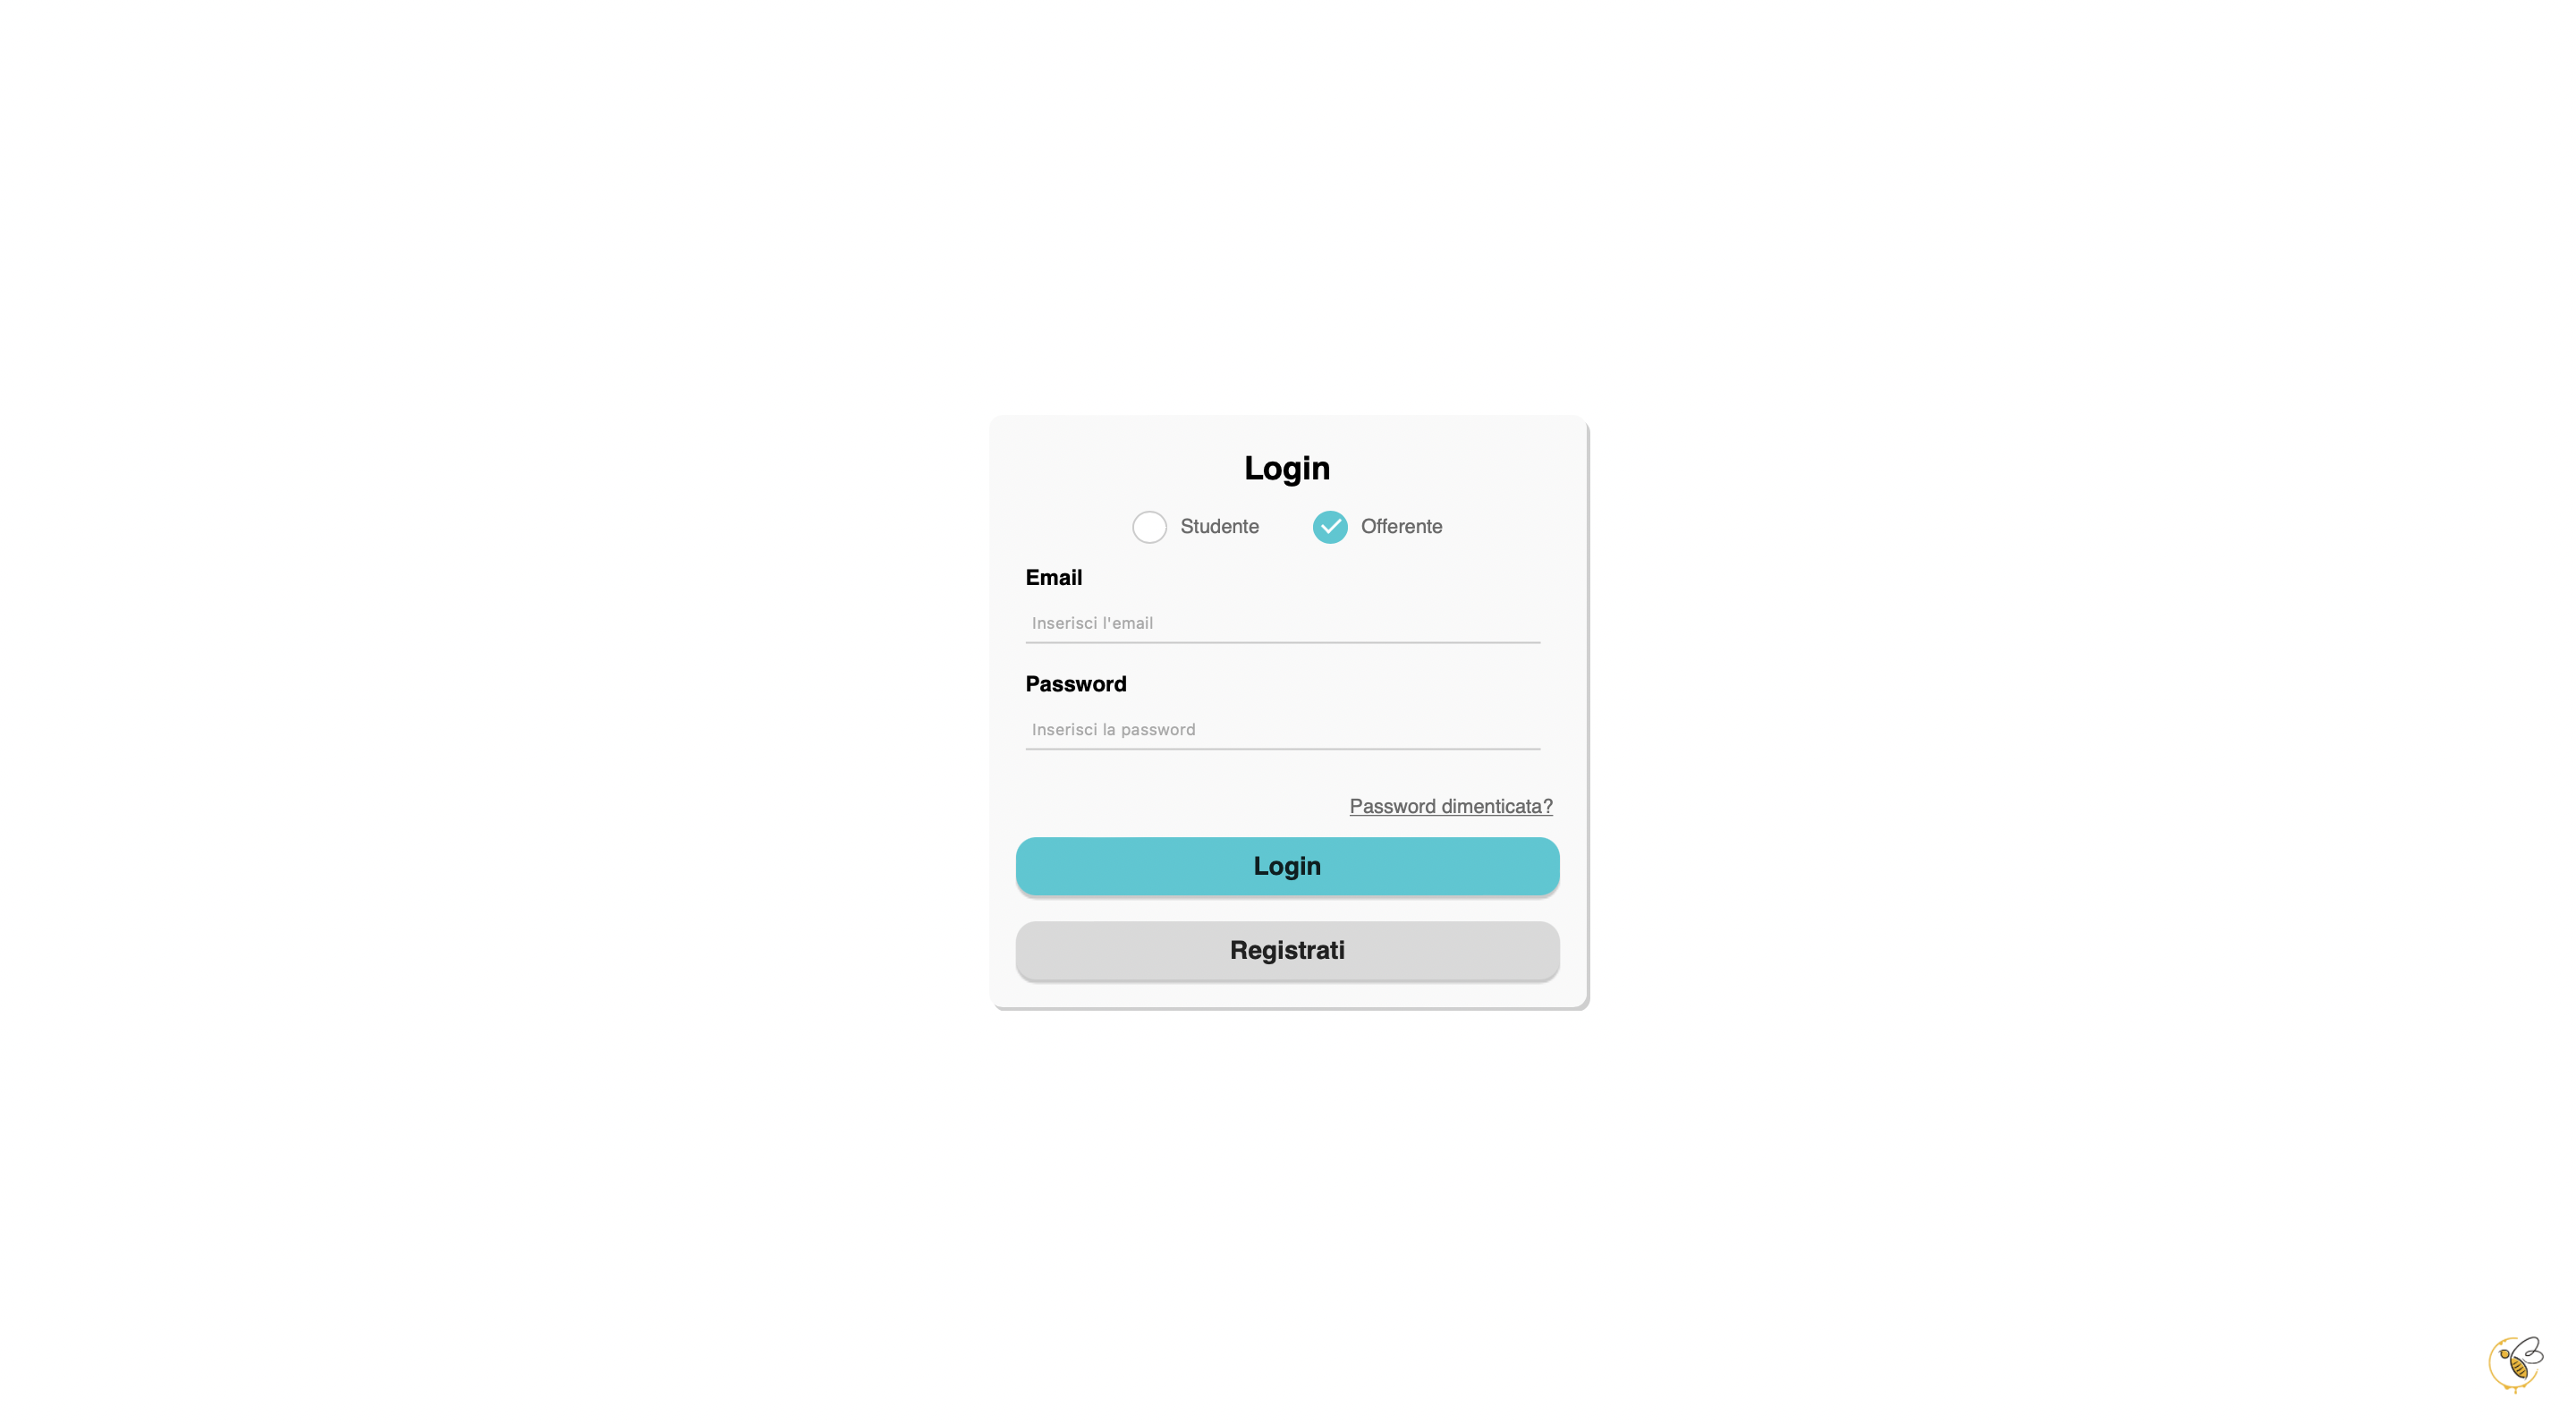 Login
Studente Offerente
Email
Inserisci l'email
Password
Inserisci la password
Password dimenticata?
Login
Registrati